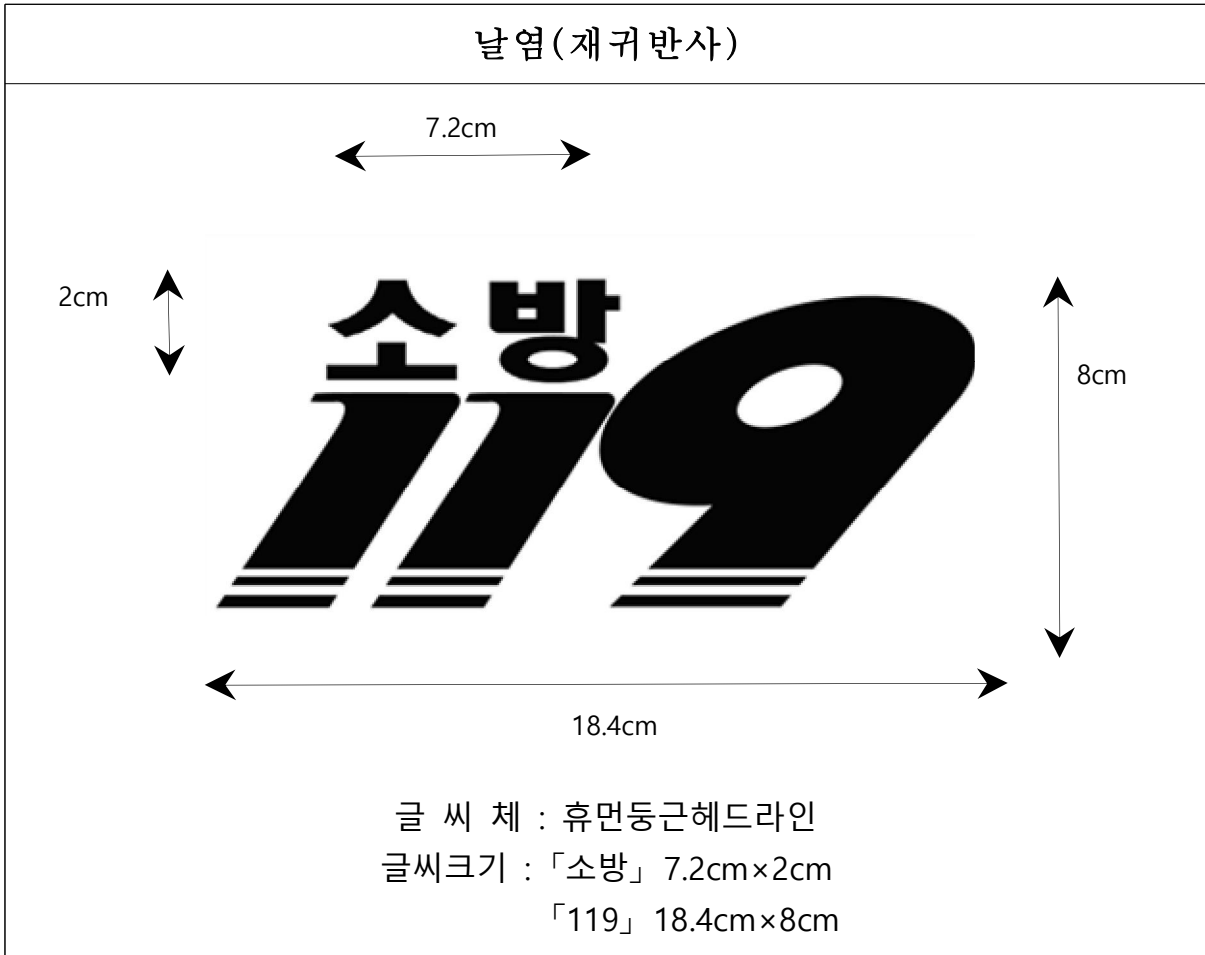 날염(재귀반사)
7.2cm
2cm
소방
119
8cm
18.4cm
글 씨 체 : 휴먼둥근헤드라인
글씨크기 : 「소방」 7.2cm×2cm
「119」 18.4cm×8cm